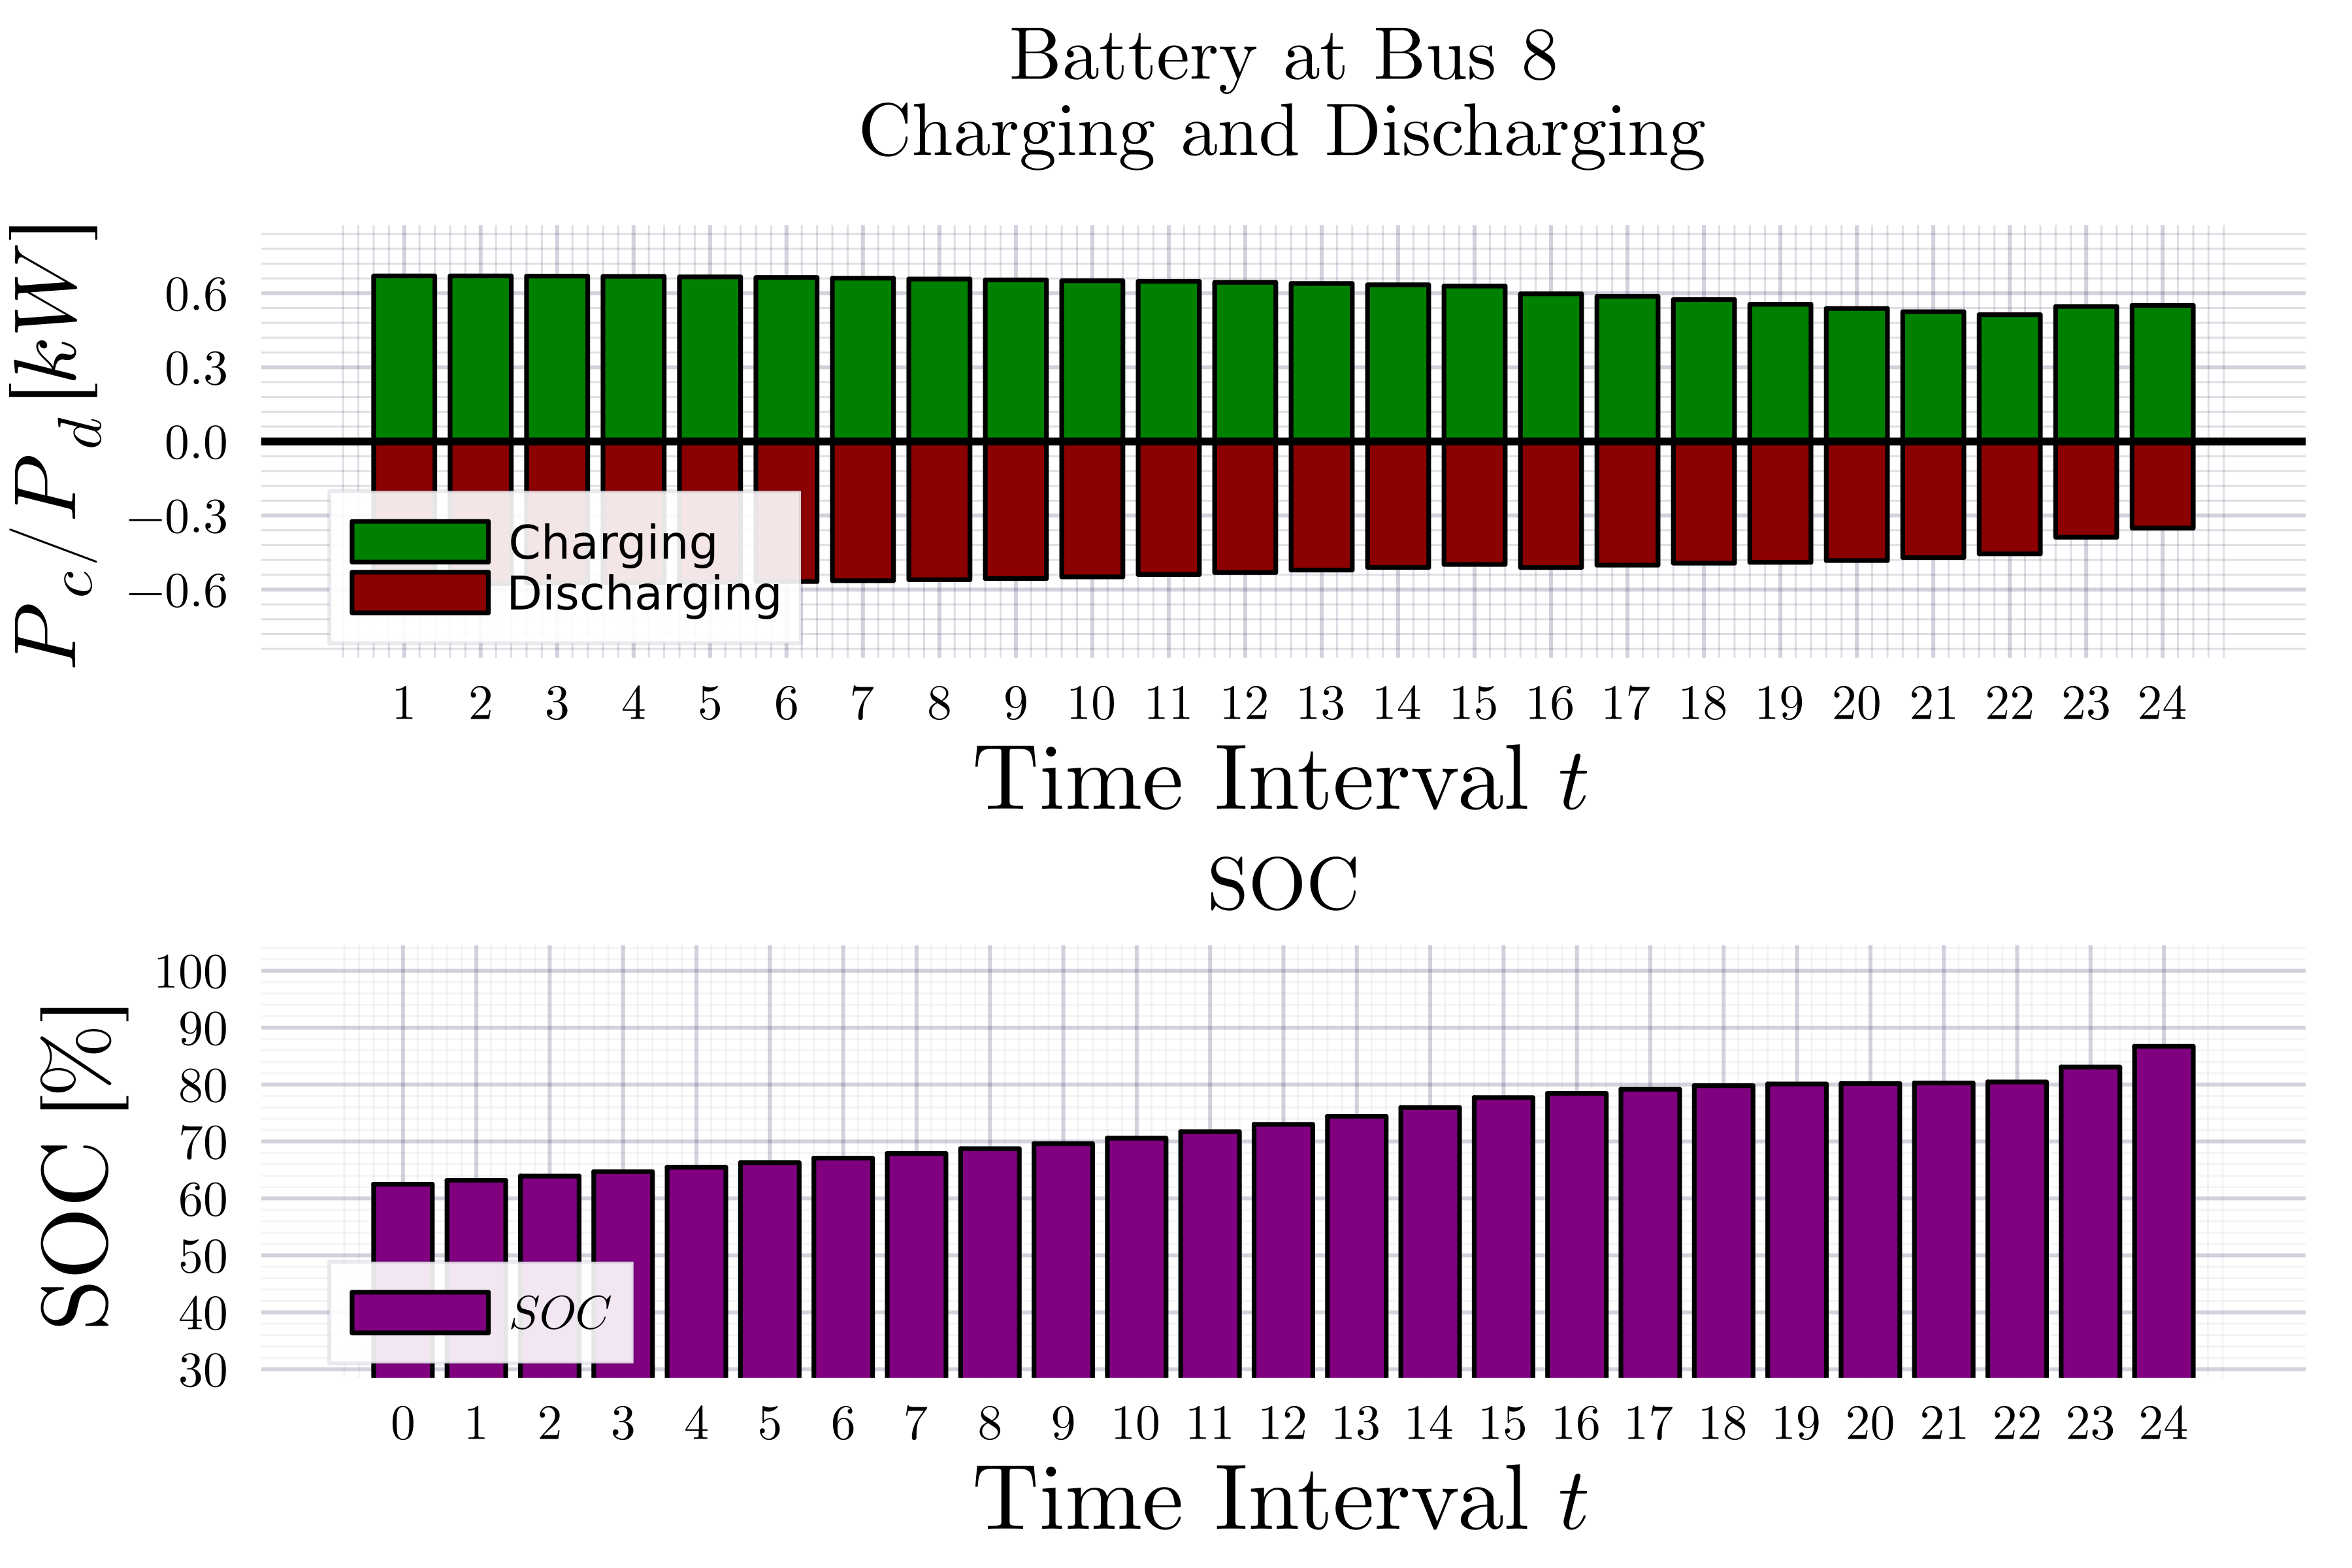 Battery at Bus 8
Charging and Discharging
P_c/P_d [kW]
0.6
0.3
0.0
−0.3
−0.6
Charging
Discharging
1 2 3 4 5 6 7 8 9 10 11 12 13 14 15 16 17 18 19 20 21 22 23 24
Time Interval t
SOC
SOC [%]
100
90
80
70
60
50
40
30
SOC
0 1 2 3 4 5 6 7 8 9 10 11 12 13 14 15 16 17 18 19 20 21 22 23 24
Time Interval t